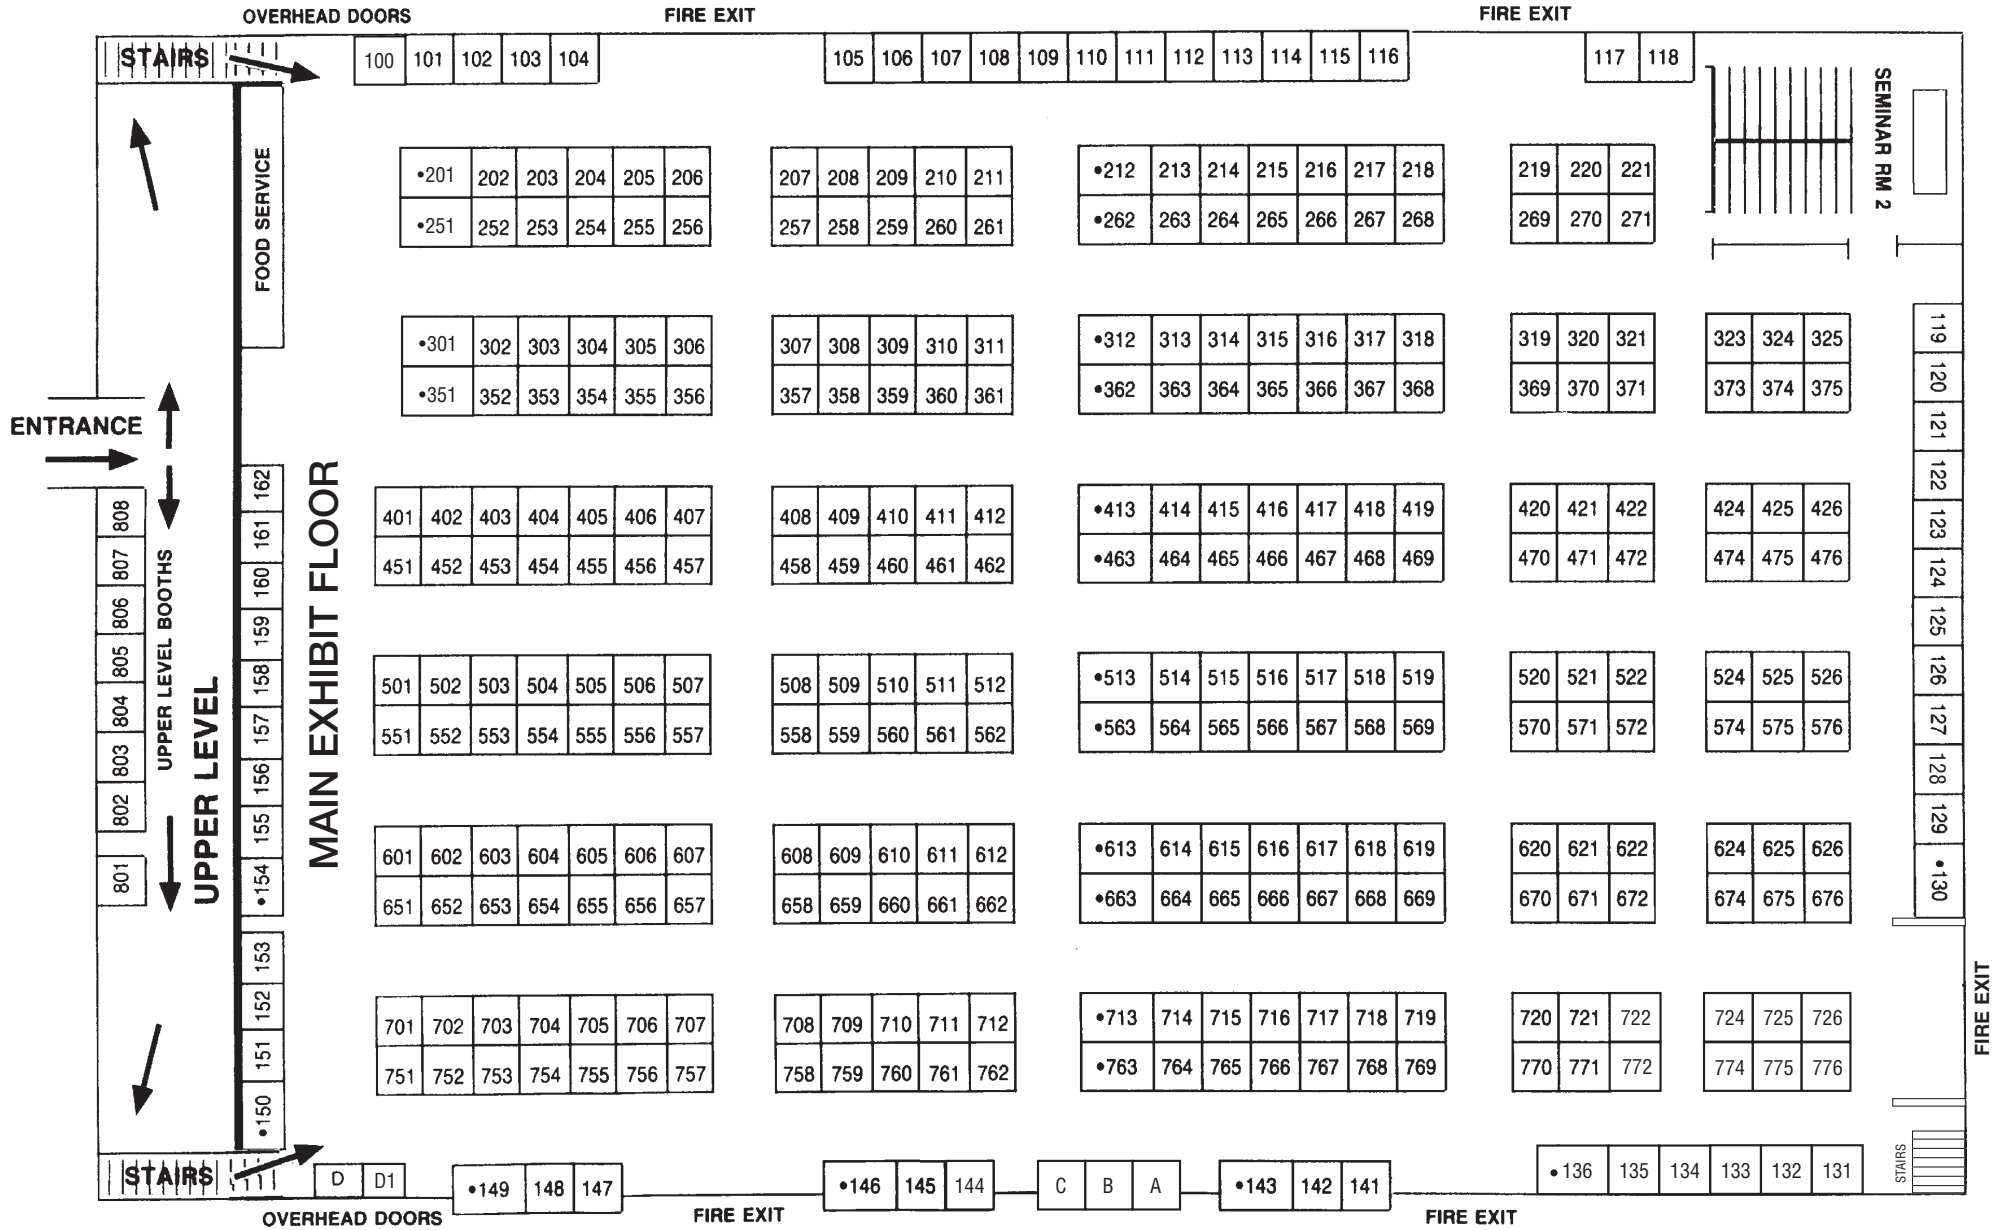 OVERHEAD DOORS FIRE EXIT FIRE EXIT
STAIRS 100 101 102 103 104 105 106 107 108 109 110 111 112 113 114 115 116 117 118
SEMINAR RM 2
FOOD SERVICE
•201 202 203 204 205 206 207 208 209 210 211 •212 213 214 215 216 217 218 219 220 221
•251 252 253 254 255 256 257 258 259 260 261 •262 263 264 265 266 267 268 269 270 271
•301 302 303 304 305 306 307 308 309 310 311 •312 313 314 315 316 317 318 319 320 321 323 324 325
•351 352 353 354 355 356 357 358 359 360 361 •362 363 364 365 366 367 368 369 370 371 373 374 375
ENTRANCE
401 402 403 404 405 406 407 408 409 410 411 412 •413 414 415 416 417 418 419 420 421 422 424 425 426
451 452 453 454 455 456 457 458 459 460 461 462 •463 464 465 466 467 468 469 470 471 472 474 475 476
501 502 503 504 505 506 507 508 509 510 511 512 •513 514 515 516 517 518 519 520 521 522 524 525 526
551 552 553 554 555 556 557 558 559 560 561 562 •563 564 565 566 567 568 569 570 571 572 574 575 576
601 602 603 604 605 606 607 608 609 610 611 612 •613 614 615 616 617 618 619 620 621 622 624 625 626
651 652 653 654 655 656 657 658 659 660 661 662 •663 664 665 666 667 668 669 670 671 672 674 675 676
701 702 703 704 705 706 707 708 709 710 711 712 •713 714 715 716 717 718 719 720 721 722 724 725 726
751 752 753 754 755 756 757 758 759 760 761 762 •763 764 765 766 767 768 769 770 771 772 774 775 776
801 802 803 804 805 806 807 808
UPPER LEVEL BOOTHS
UPPER LEVEL
•150 151 152 153 •154 155 156 157 158 159 160 161 162
MAIN EXHIBIT FLOOR
119 120 121 122 123 124 125 126 127 128 129 •130
FIRE EXIT
STAIRS D D1 •149 148 147 •146 145 144 C B A •143 142 141 •136 135 134 133 132 131 STAIRS
OVERHEAD DOORS FIRE EXIT FIRE EXIT